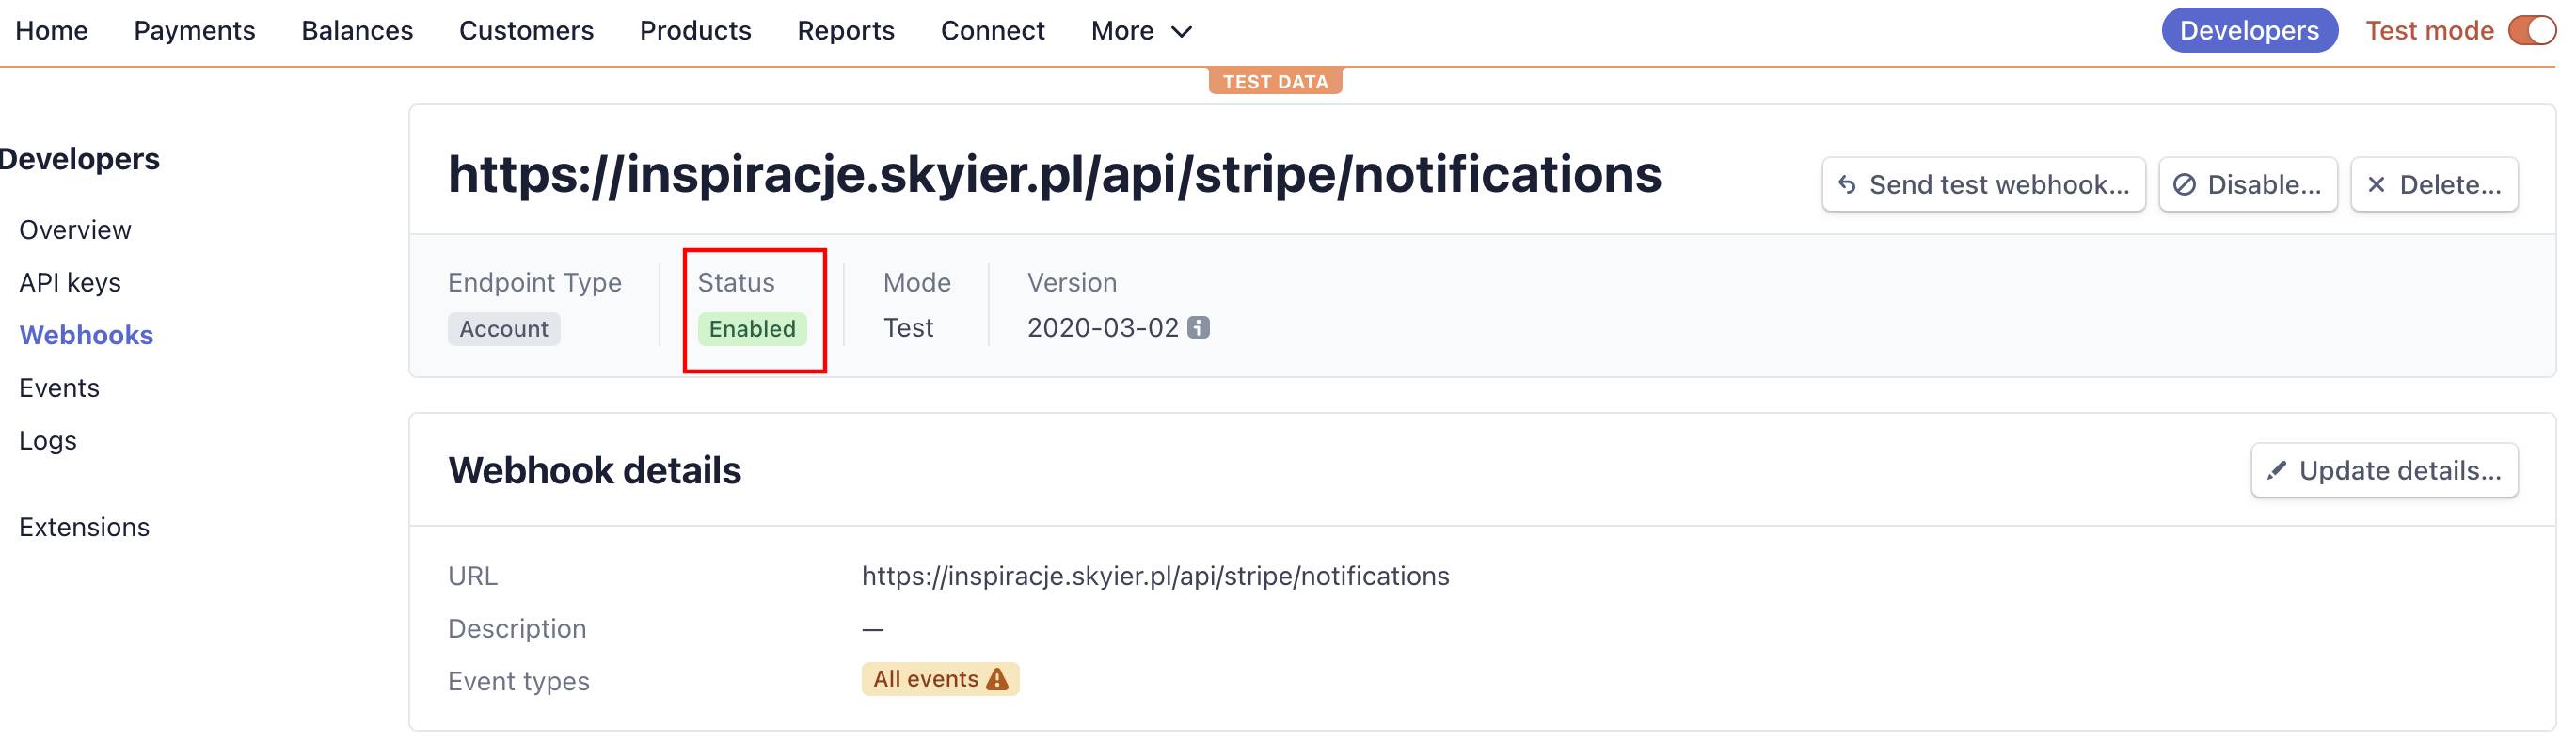 Home Payments Balances Customers Products Reports Connect More Developers Test mode
TEST DATA
Developers
Overview
API keys
Webhooks
Events
Logs
Extensions
https://inspiracje.skyier.pl/api/stripe/notifications
Send test webhook... Disable... Delete...
Endpoint Type Status Mode Version
Account Enabled Test 2020-03-02
Webhook details
Update details...
URL https://inspiracje.skyier.pl/api/stripe/notifications
Description —
Event types All events